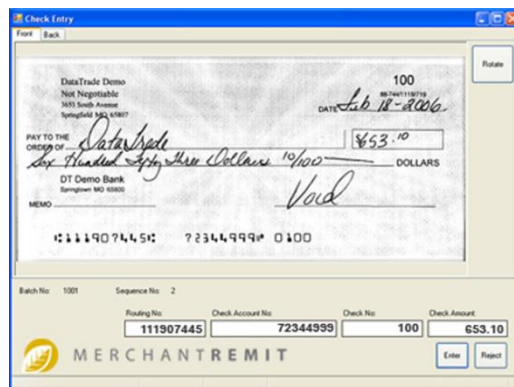 Check Entry
Front Back
Rotate
DataTrade Demo
Not Negotiable
3653 South Avenue
Springfield MO 65807
100
DATE Feb 18-2006
PAY TO THE
ORDER OF DataTrade
653.10
Six Hundred Fifty Three Dollars 10/100 DOLLARS
DT Demo Bank
Springtown MO 65800
MEMO
Void
⑆111907445⑆ 72344999⑈ 0100
Batch No: 1001 Sequence No: 2
Routing No: Check Account No: Check No: Check Amount:
111907445 72344999 100 653.10
MERCHANTREMIT
Enter Reject